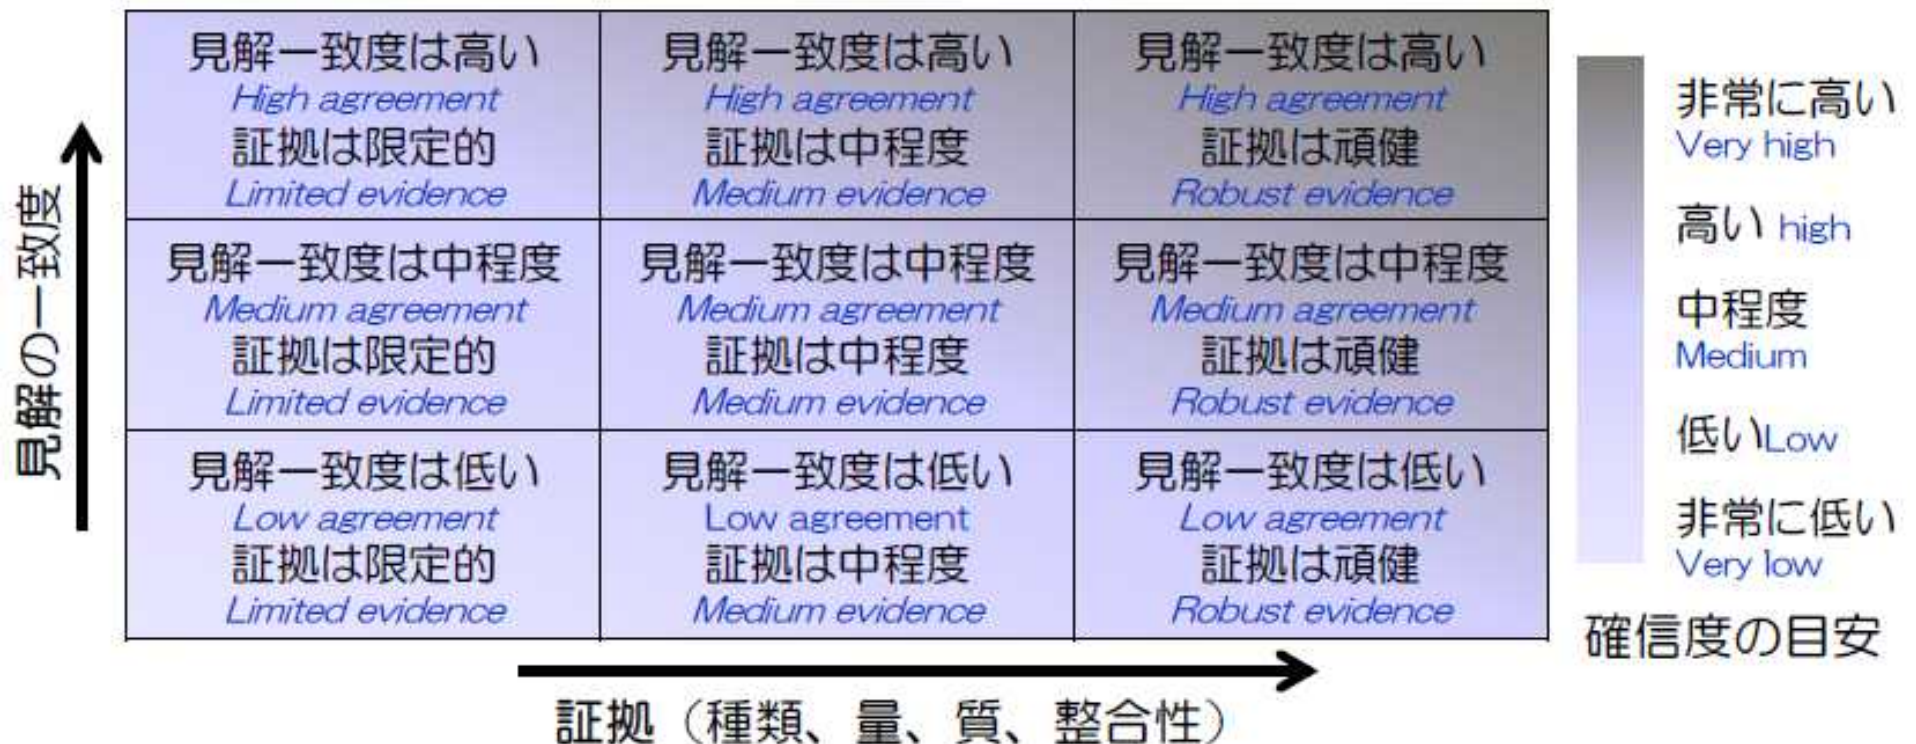 見解の一致度
見解一致度は高い
High agreement
証拠は限定的
Limited evidence
見解一致度は高い
High agreement
証拠は中程度
Medium evidence
見解一致度は高い
High agreement
証拠は頑健
Robust evidence
見解一致度は中程度
Medium agreement
証拠は限定的
Limited evidence
見解一致度は中程度
Medium agreement
証拠は中程度
Medium evidence
見解一致度は中程度
Medium agreement
証拠は頑健
Robust evidence
見解一致度は低い
Low agreement
証拠は限定的
Limited evidence
見解一致度は低い
Low agreement
証拠は中程度
Medium evidence
見解一致度は低い
Low agreement
証拠は頑健
Robust evidence
証拠（種類、量、質、整合性）
非常に高い
Very high
高い high
中程度
Medium
低いLow
非常に低い
Very low
確信度の目安